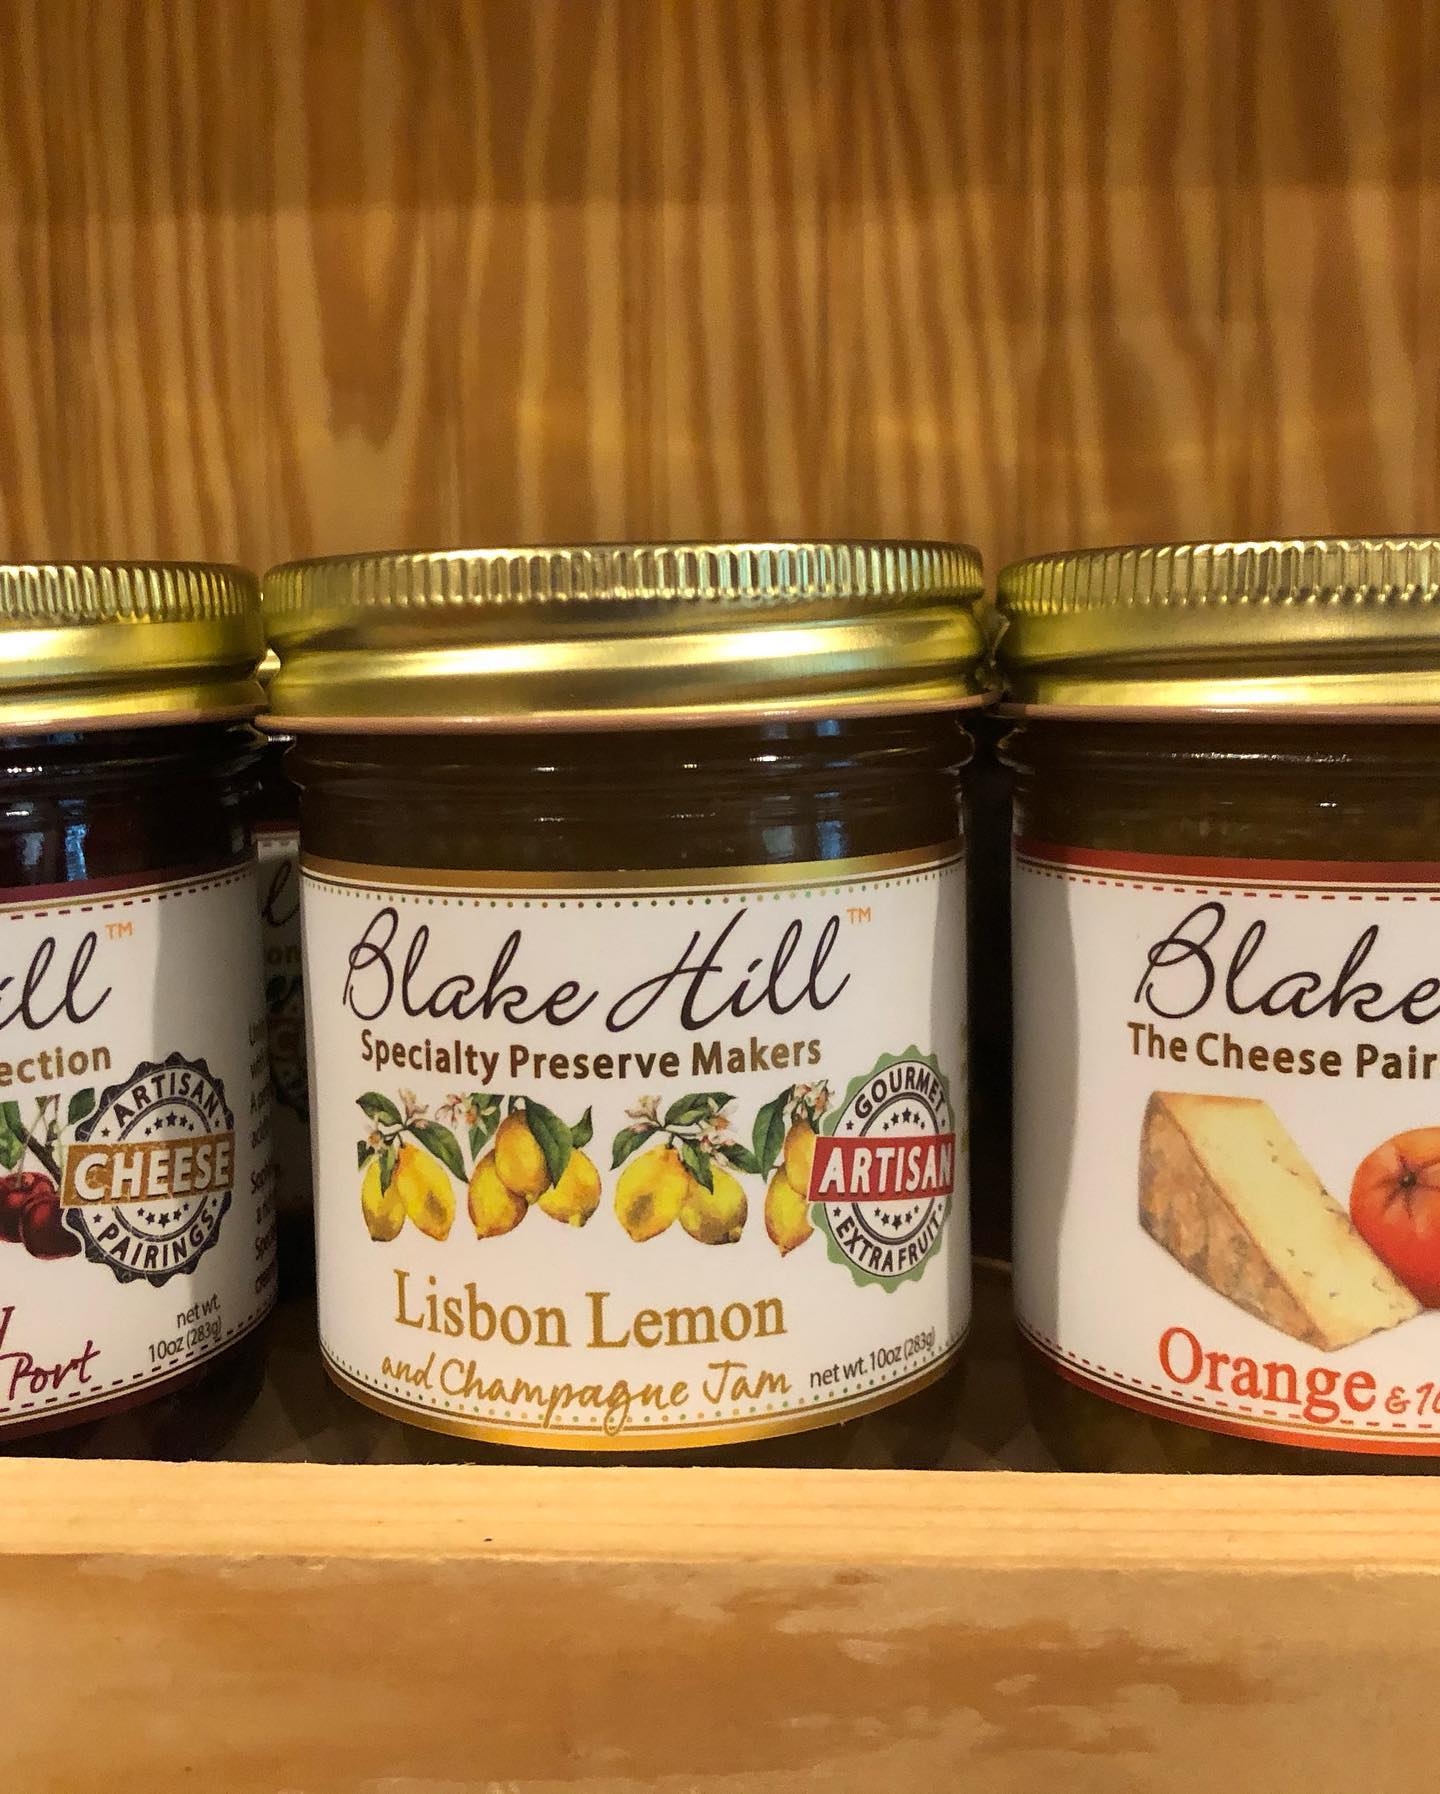 ill™
ection
ARTISAN
CHEESE
PAIRINGS
net wt.
10oz (283g)
Port
Blake Hill™
Specialty Preserve Makers
GOURMET
ARTISAN
EXTRA FRUIT
Lisbon Lemon
and Champagne Jam net wt. 10oz (283g)
Blake
The Cheese Pair
Orange &